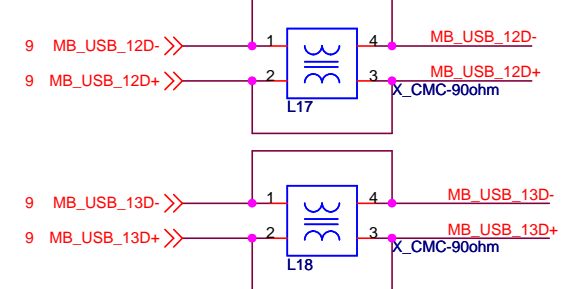 MB_USB_12D-
9 MB_USB_12D- 1 4
9 MB_USB_12D+ 2 3 MB_USB_12D+
X_CMC-90ohm
L17
MB_USB_13D-
9 MB_USB_13D- 1 4
9 MB_USB_13D+ 2 3 MB_USB_13D+
X_CMC-90ohm
L18